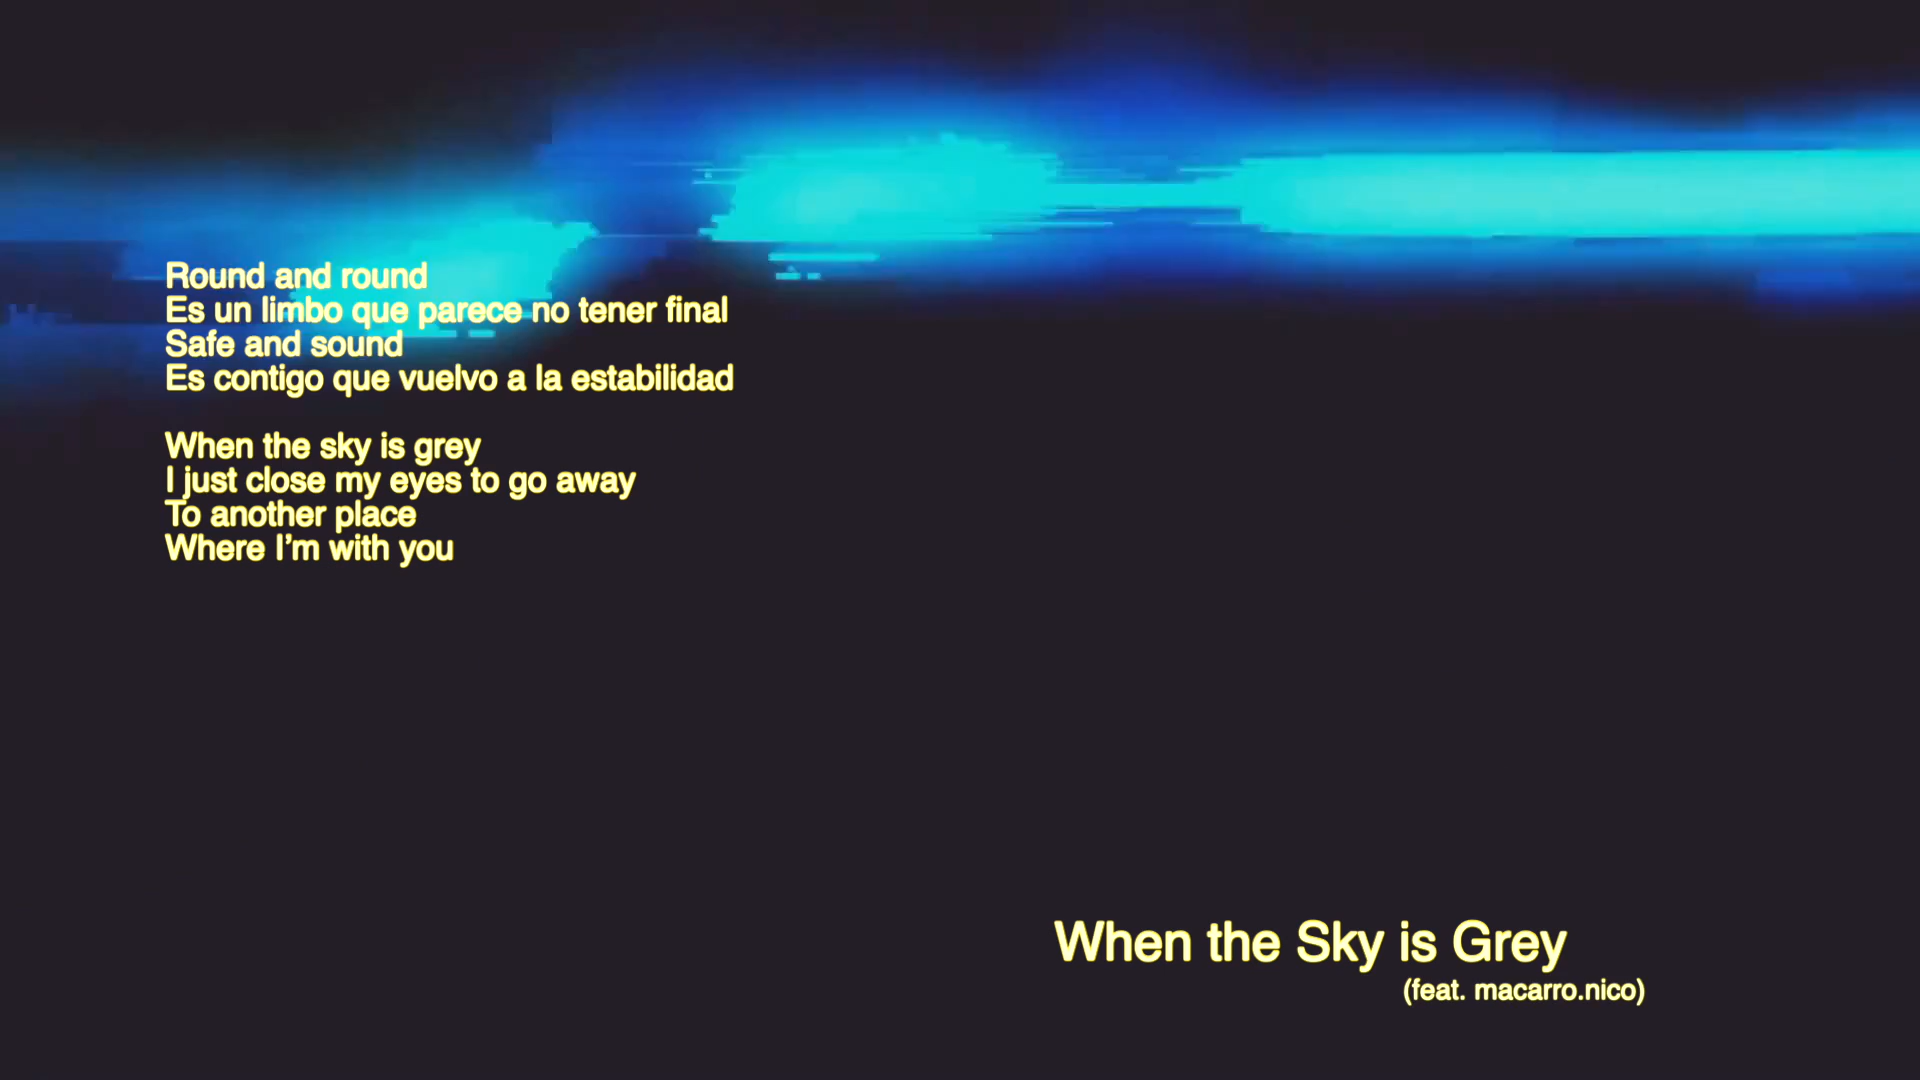 Round and round
Es un limbo que parece no tener final
Safe and sound
Es contigo que vuelvo a la estabilidad
When the sky is grey
I just close my eyes to go away
To another place
Where I’m with you
When the Sky is Grey
(feat. macarro.nico)